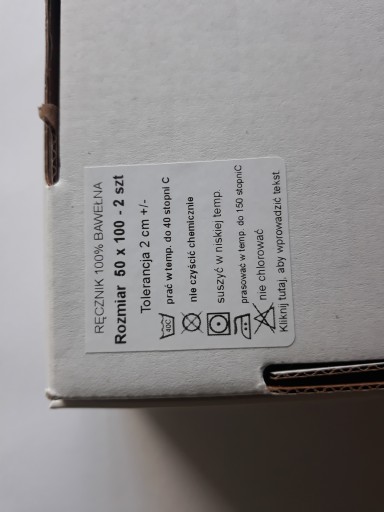 RĘCZNIK 100% BAWEŁNA
Rozmiar 50 x 100 - 2 szt
Tolerancja 2 cm +/-
40C prać w temp. do 40 stopni C
nie czyścić chemicznie
suszyć w niskiej temp
prasować w temp. do 150 stopniC
nie chlorować
Kliknij tutaj, aby wprowadzić tekst